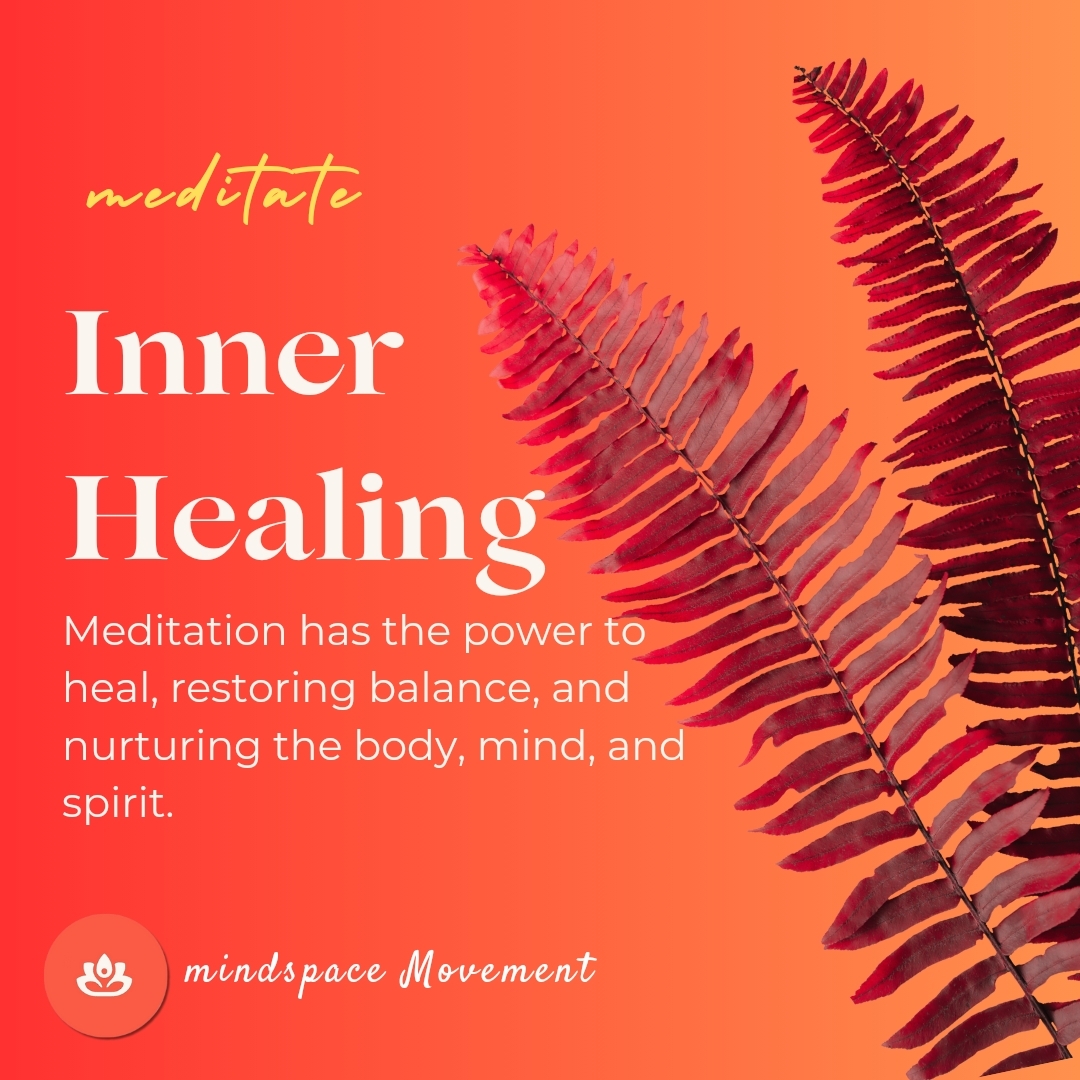 meditate
Inner
Healing
Meditation has the power to
heal, restoring balance, and
nurturing the body, mind, and
spirit.
mindspace Movement